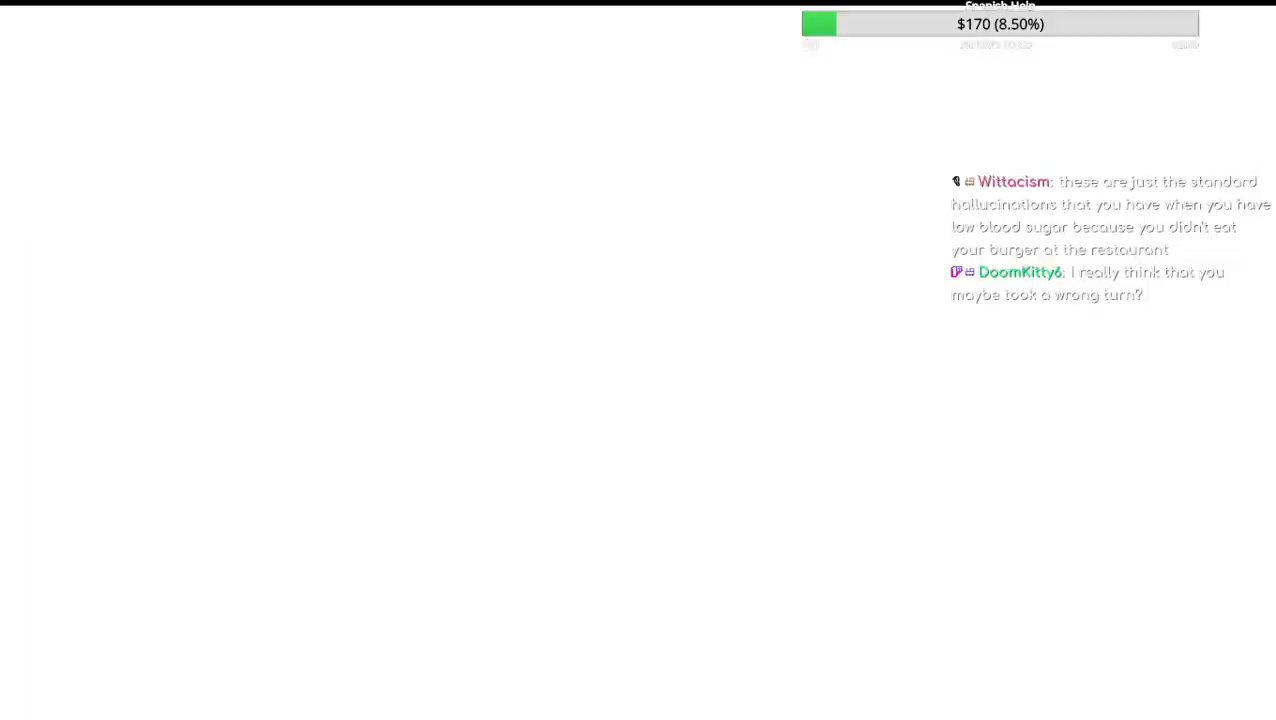 Spanish Help
$170 (8.50%)
Wittacism: these are just the standard
hallucinations that you have when you have
low blood sugar because you didn't eat
your burger at the restaurant
DoomKitty6: I really think that you
maybe took a wrong turn?